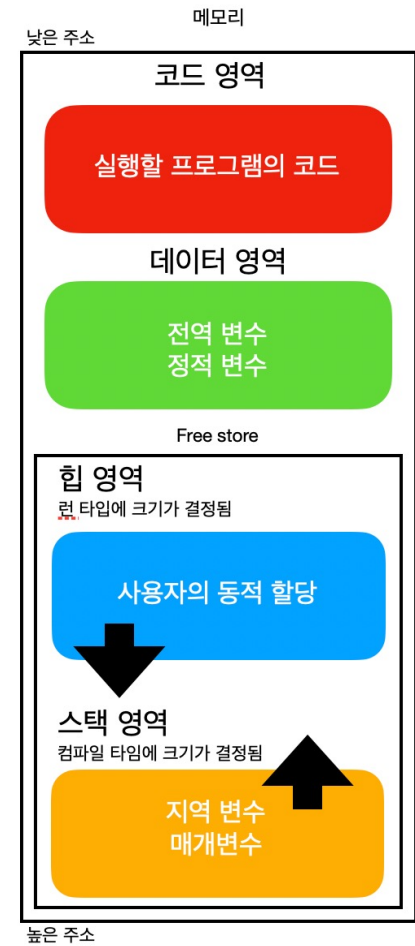 메모리
낮은 주소
코드 영역
실행할 프로그램의 코드
데이터 영역
전역 변수
정적 변수
Free store
힙 영역
런 타입에 크기가 결정됨
사용자의 동적 할당
스택 영역
컴파일 타임에 크기가 결정됨
지역 변수
매개변수
높은 주소